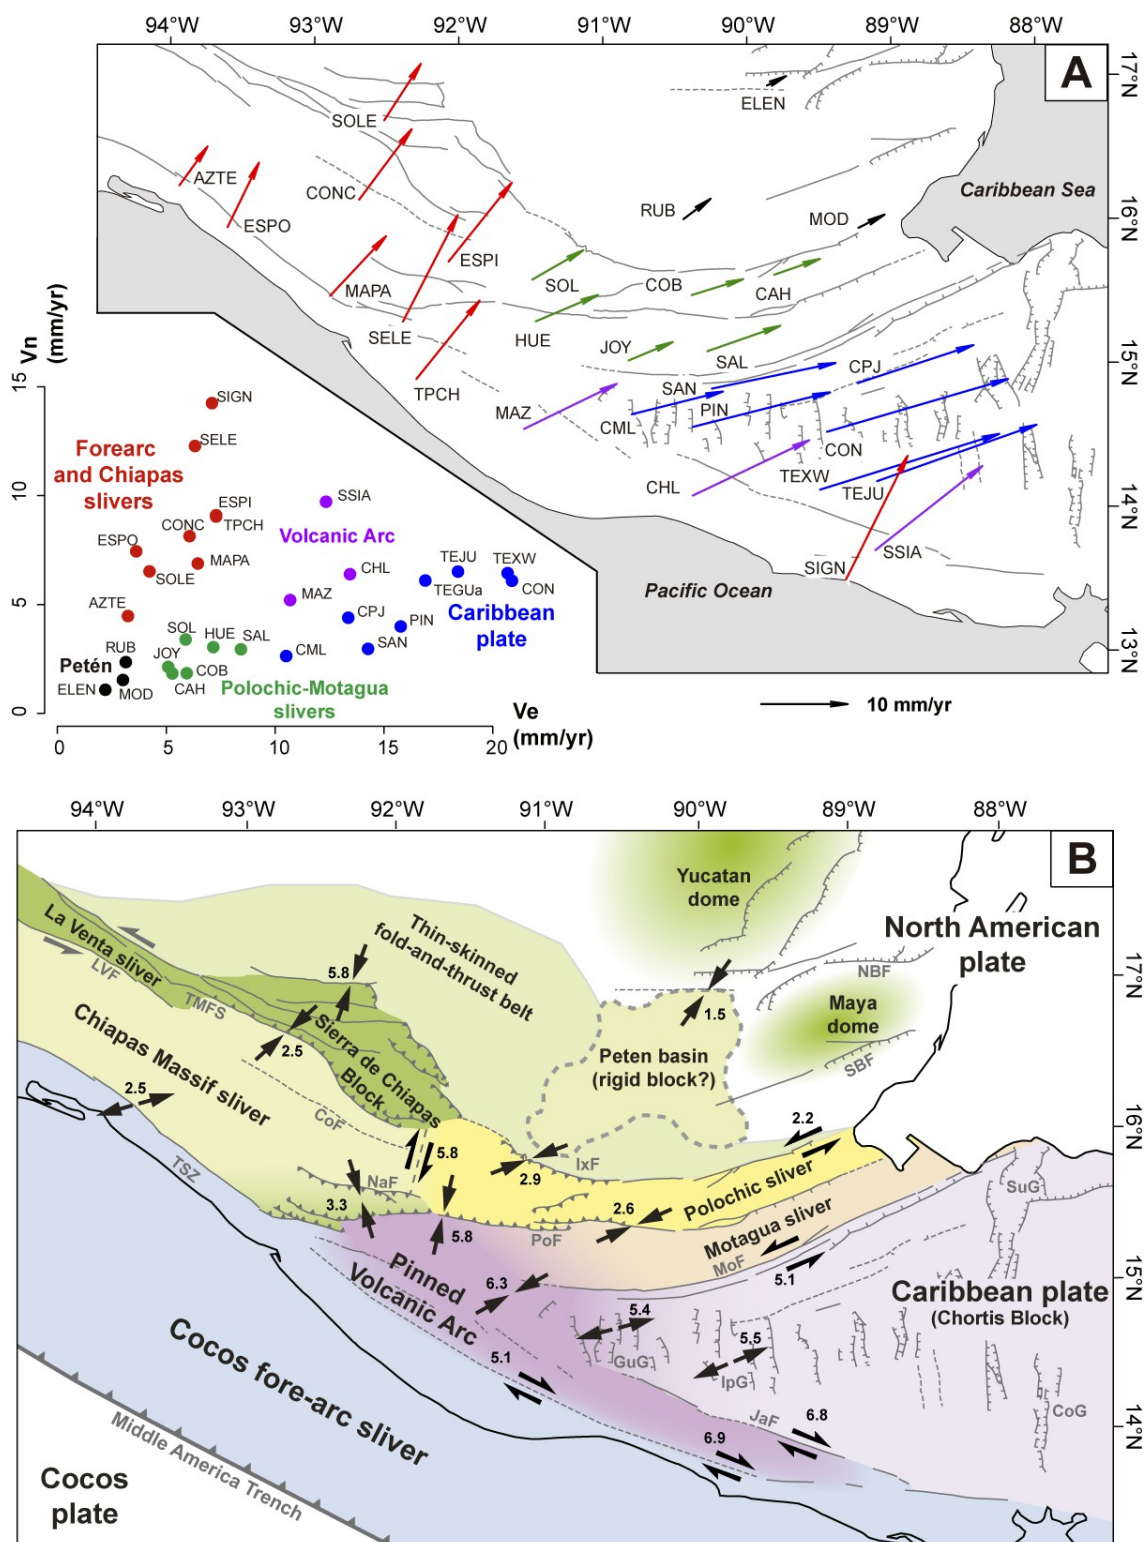 94°W 93°W 92°W 91°W 90°W 89°W 88°W
A
17°N
16°N
15°N
14°N
13°N
ELEN
SOLE
AZTE
CONC
ESPO
RUB
MOD
Caribbean Sea
ESPI
MAPA
SOL
COB
CAH
SELE
HUE
JOY
SAL
TPCH
SAN
CPJ
MAZ
CML
PIN
CON
TEXW
CHL
TEJU
SSIA
SIGN
Pacific Ocean
10 mm/yr
Vn
(mm/yr)
15
10
5
0
SIGN
SELE
Forearc
and Chiapas
slivers
ESPI
CONC
TPCH
ESPO
SOLE
MAPA
AZTE
SSIA
Volcanic Arc
CHL
MAZ
TEJU
TEXW
TEGUa
CON
Caribbean
plate
CPJ
PIN
SAN
CML
RUB
SOL
HUE
SAL
JOY
Petén
COB
ELEN
MOD
CAH
Polochic-Motagua
slivers
0 5 10 15 20
Ve
(mm/yr)
94°W 93°W 92°W 91°W 90°W 89°W 88°W
B
17°N
16°N
15°N
14°N
Yucatan
dome
North American
plate
NBF
Maya
dome
SBF
Thin-skinned
fold-and-thrust belt
La Venta sliver
LVF
TMFS
5.8
2.5
Sierra de Chiapas
Block
Chiapas Massif sliver
2.5
CoF
TSZ
1.5
Peten basin
(rigid block?)
2.2
5.8
IxF
2.9
NaF
3.3
5.8
PoF
2.6
Polochic sliver
Motagua sliver
MoF
5.1
SuG
Pinned
Volcanic Arc
6.3
5.4
GuG
5.5
IpG
Caribbean plate
(Chortis Block)
CoG
5.1
JaF
6.8
6.9
Cocos fore-arc sliver
Middle America Trench
Cocos
plate